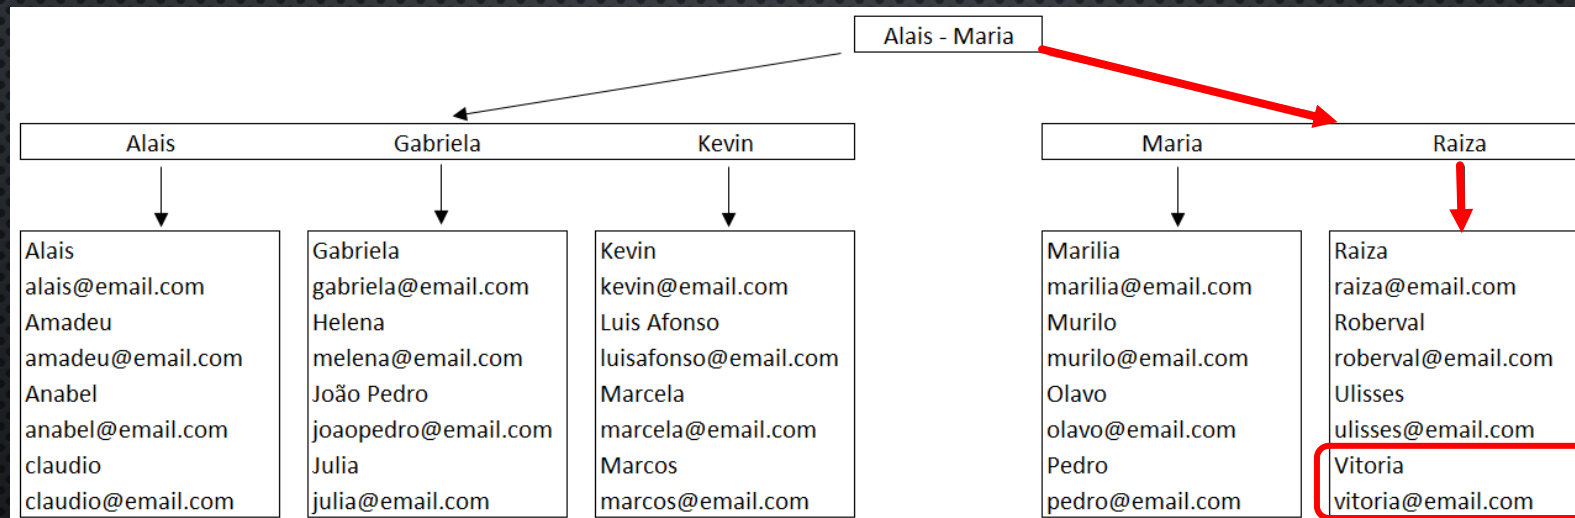 Alais - Maria
Alais Gabriela Kevin
Maria Raiza
Alais
alais@email.com
Amadeu
amadeu@email.com
Anabel
anabel@email.com
claudio
claudio@email.com
Gabriela
gabriela@email.com
Helena
melena@email.com
João Pedro
joaopedro@email.com
Julia
julia@email.com
Kevin
kevin@email.com
Luis Afonso
luisafonso@email.com
Marcela
marcela@email.com
Marcos
marcos@email.com
Marilia
marilia@email.com
Murilo
murilo@email.com
Olavo
olavo@email.com
Pedro
pedro@email.com
Raiza
raiza@email.com
Roberval
roberval@email.com
Ulisses
ulisses@email.com
Vitoria
vitoria@email.com